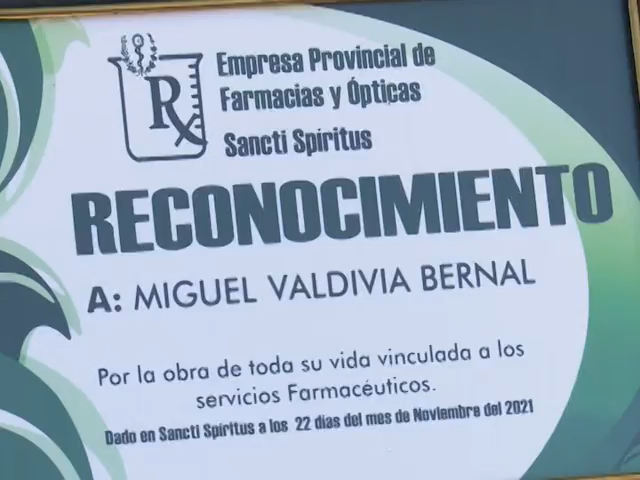 Rx
Empresa Provincial de
Farmacias y Ópticas
Sancti Spíritus
RECONOCIMIENTO
A: MIGUEL VALDIVIA BERNAL
Por la obra de toda su vida vinculada a los
servicios Farmacéuticos.
Dado en Sancti Spíritus a los 22 días del mes de Noviembre del 2021